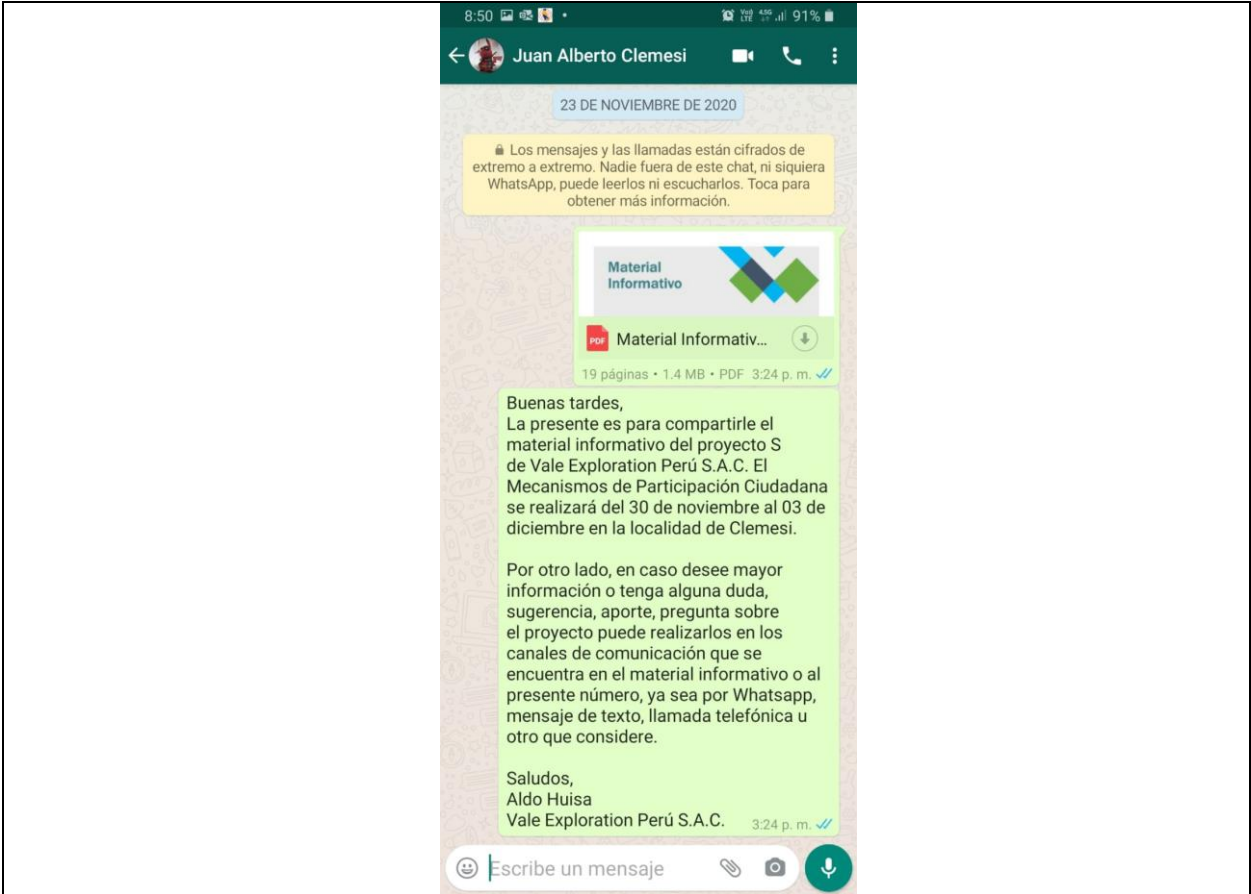 8:50
91%
Juan Alberto Clemesi
23 DE NOVIEMBRE DE 2020
Los mensajes y las llamadas están cifrados de
extremo a extremo. Nadie fuera de este chat, ni siquiera
WhatsApp, puede leerlos ni escucharlos. Toca para
obtener más información.
Material
Informativo
PDF Material Informativ...
19 páginas • 1.4 MB • PDF 3:24 p. m.
Buenas tardes,
La presente es para compartirle el
material informativo del proyecto S
de Vale Exploration Perú S.A.C. El
Mecanismos de Participación Ciudadana
se realizará del 30 de noviembre al 03 de
diciembre en la localidad de Clemesi.
Por otro lado, en caso desee mayor
información o tenga alguna duda,
sugerencia, aporte, pregunta sobre
el proyecto puede realizarlos en los
canales de comunicación que se
encuentra en el material informativo o al
presente número, ya sea por Whatsapp,
mensaje de texto, llamada telefónica u
otro que considere.
Saludos,
Aldo Huisa
Vale Exploration Perú S.A.C. 3:24 p. m.
Escribe un mensaje